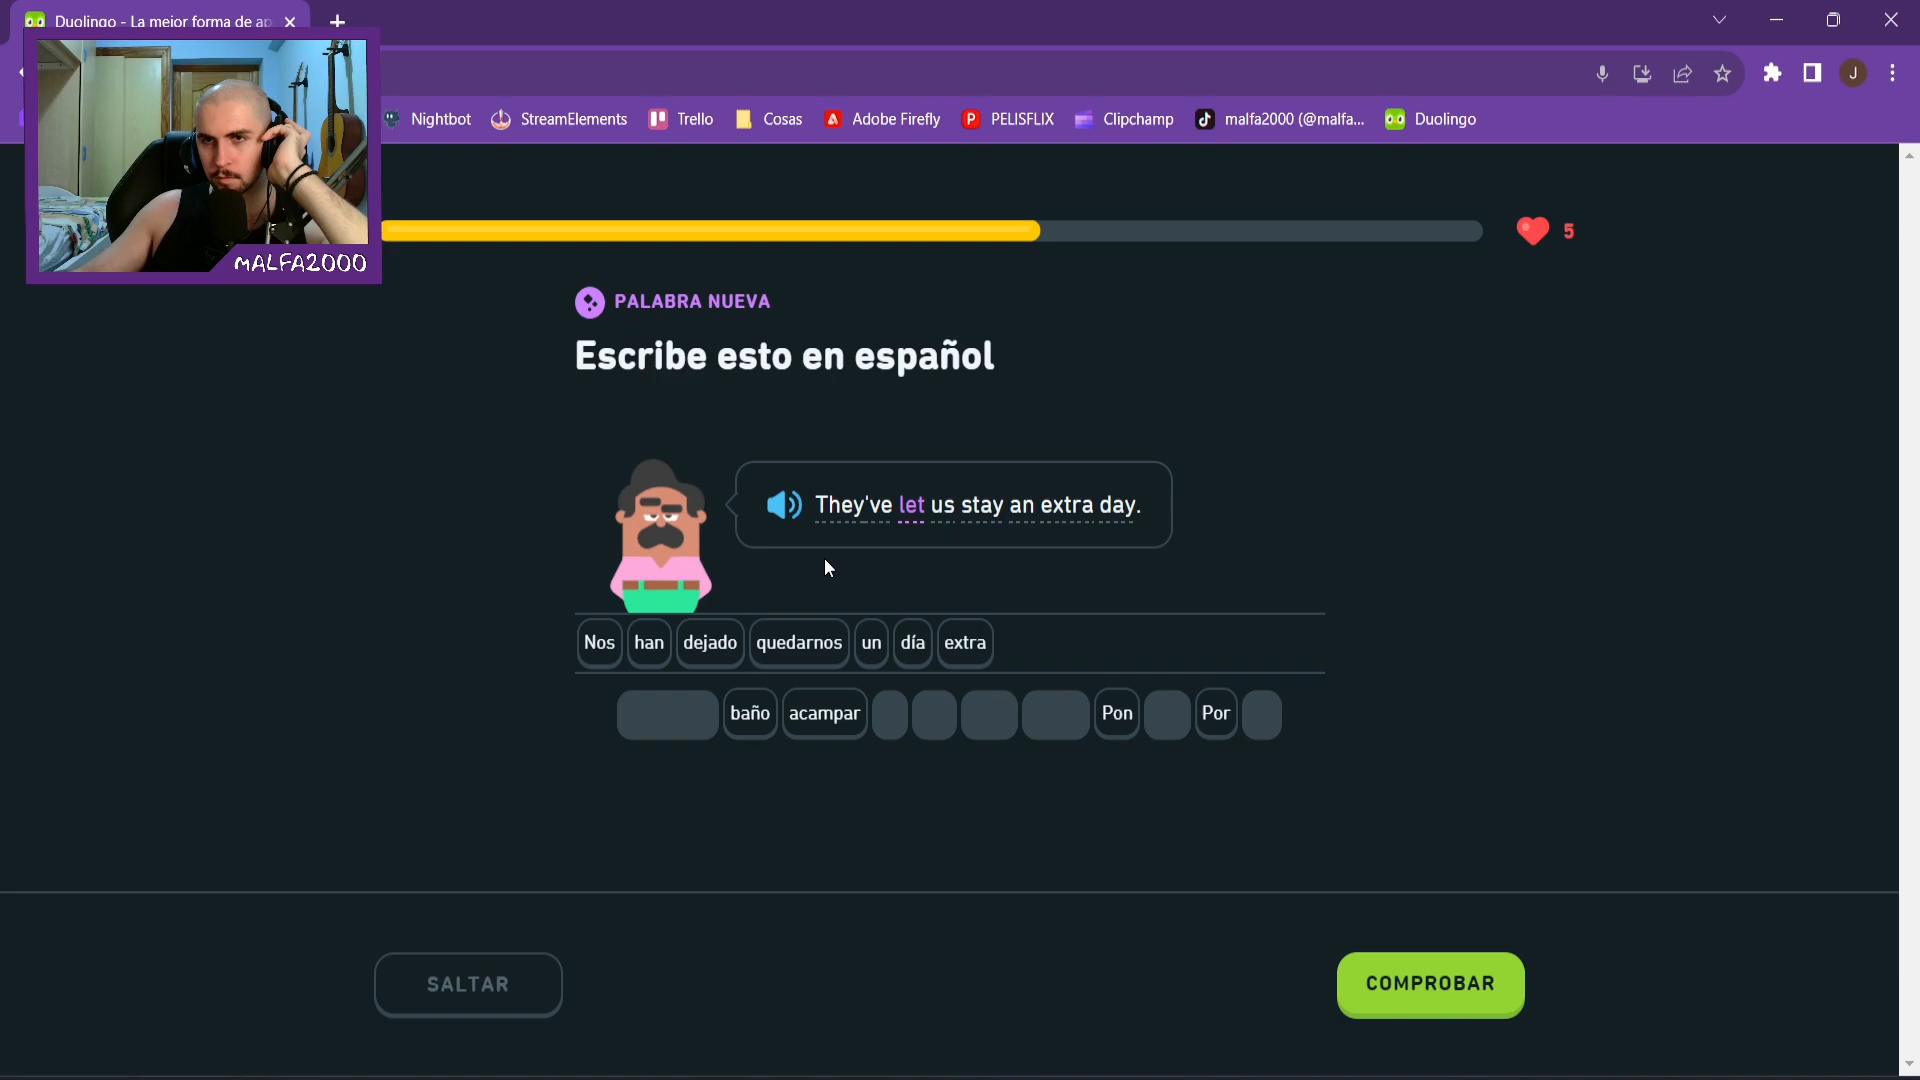 Duolingo - La mejor forma de ap
J
Nightbot
StreamElements
Trello
Cosas
Adobe Firefly
PELISFLIX
Clipchamp
malfa2000 (@malfa...
Duolingo
MALFA2000
5
PALABRA NUEVA
Escribe esto en español
They've let us stay an extra day.
Nos han dejado quedarnos un día extra
baño acampar Pon Por
SALTAR
COMPROBAR